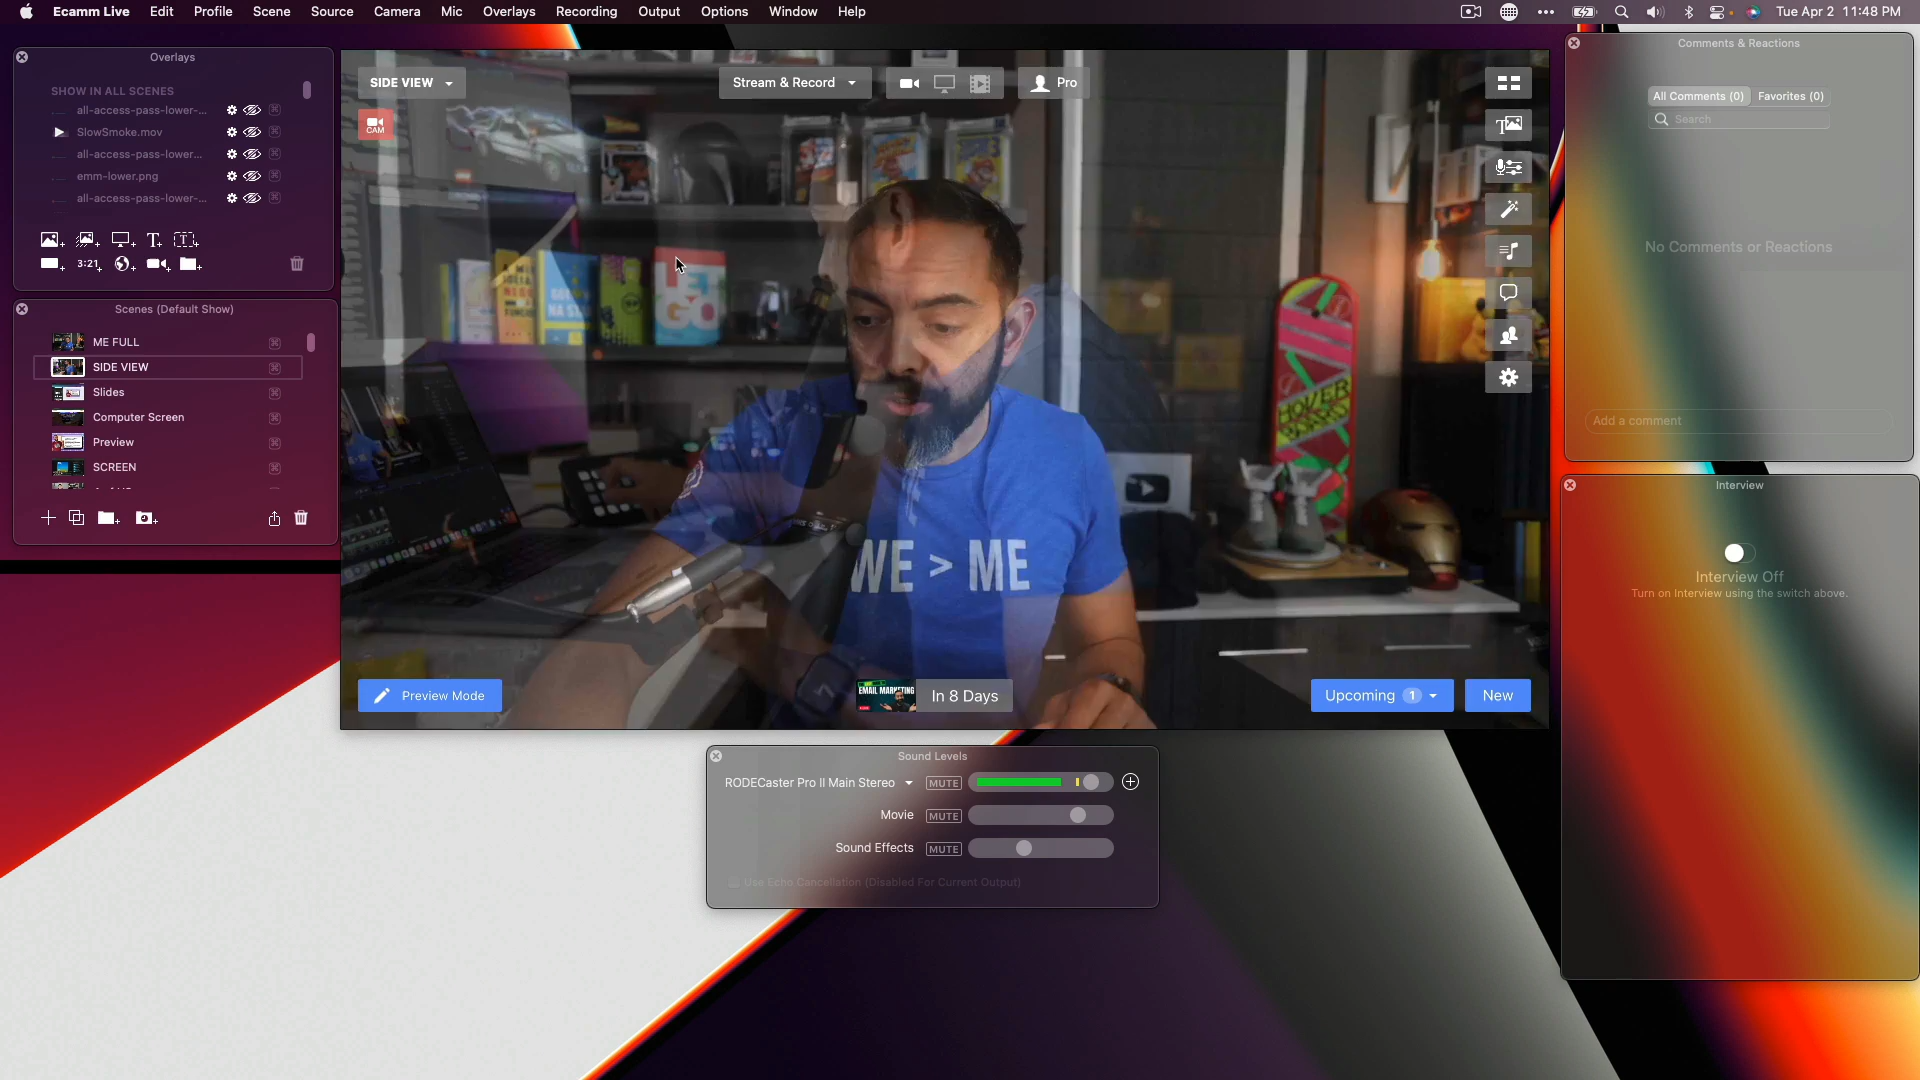 Ecamm Live Edit Profile Scene Source Camera Mic Overlays Recording Output Options Window Help
Tue Apr 2 11:48 PM
Overlays
SHOW IN ALL SCENES
all-access-pass-lower-...
SlowSmoke.mov
all-access-pass-lower...
emm-lower.png
all-access-pass-lower-...
3:21
Scenes (Default Show)
ME FULL
SIDE VIEW
Slides
Computer Screen
Preview
SCREEN
SIDE VIEW
Stream & Record
Pro
CAM
LET
GO
HOVER
BOARD
WE > ME
Preview Mode
EMAIL MARKETING
In 8 Days
Upcoming 1
New
Sound Levels
RODECaster Pro II Main Stereo MUTE
Movie MUTE
Sound Effects MUTE
Use Echo Cancellation (Disabled For Current Output)
Comments & Reactions
All Comments (0) Favorites (0)
Search
No Comments or Reactions
Add a comment
Interview
Interview Off
Turn on Interview using the switch above.